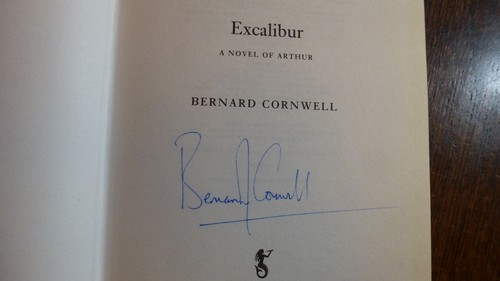 Excalibur
A NOVEL OF ARTHUR
BERNARD CORNWELL
Bernard Cornwell